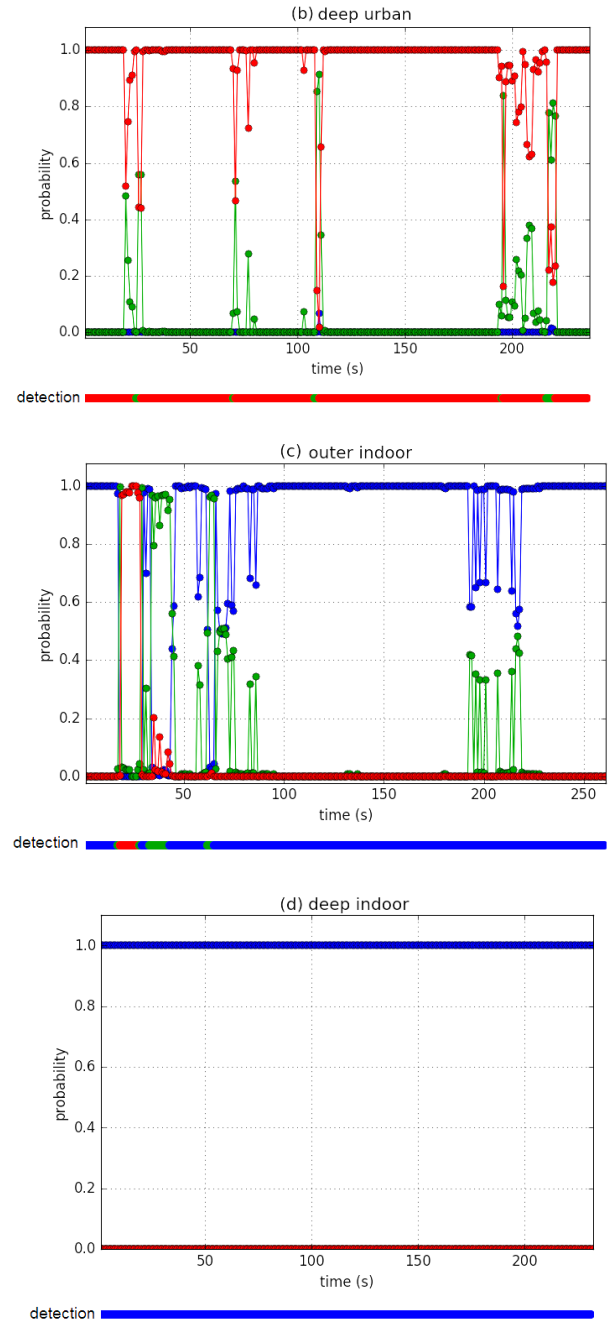 (b) deep urban
1.0
0.8
0.6
0.4
0.2
0.0
probability
50 100 150 200
time (s)
detection
(c) outer indoor
1.0
0.8
0.6
0.4
0.2
0.0
probability
50 100 150 200 250
time (s)
detection
(d) deep indoor
1.0
0.8
0.6
0.4
0.2
0.0
probability
50 100 150 200
time (s)
detection